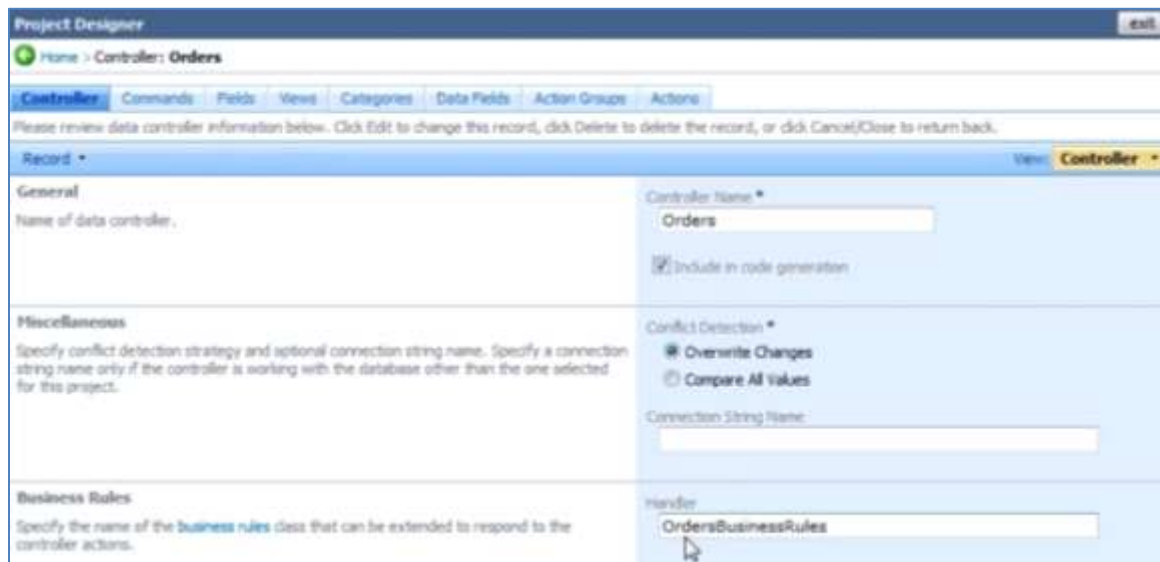 Project Designer
exit
Home > Controller: Orders
Controller Commands Fields Views Categories Data Fields Action Groups Actions
Please review data controller information below. Click Edit to change this record, click Delete to delete the record, or click Cancel/Close to return back.
Record
View: Controller
General
Name of data controller.
Controller Name *
Orders
Include in code generation
Miscellaneous
Specify conflict detection strategy and optional connection string name. Specify a connection
string name only if the controller is working with the database other than the one selected
for this project.
Conflict Detection *
Overwrite Changes
Compare All Values
Connection String Name
Business Rules
Specify the name of the business rules class that can be extended to respond to the
controller actions.
Handler
OrdersBusinessRules